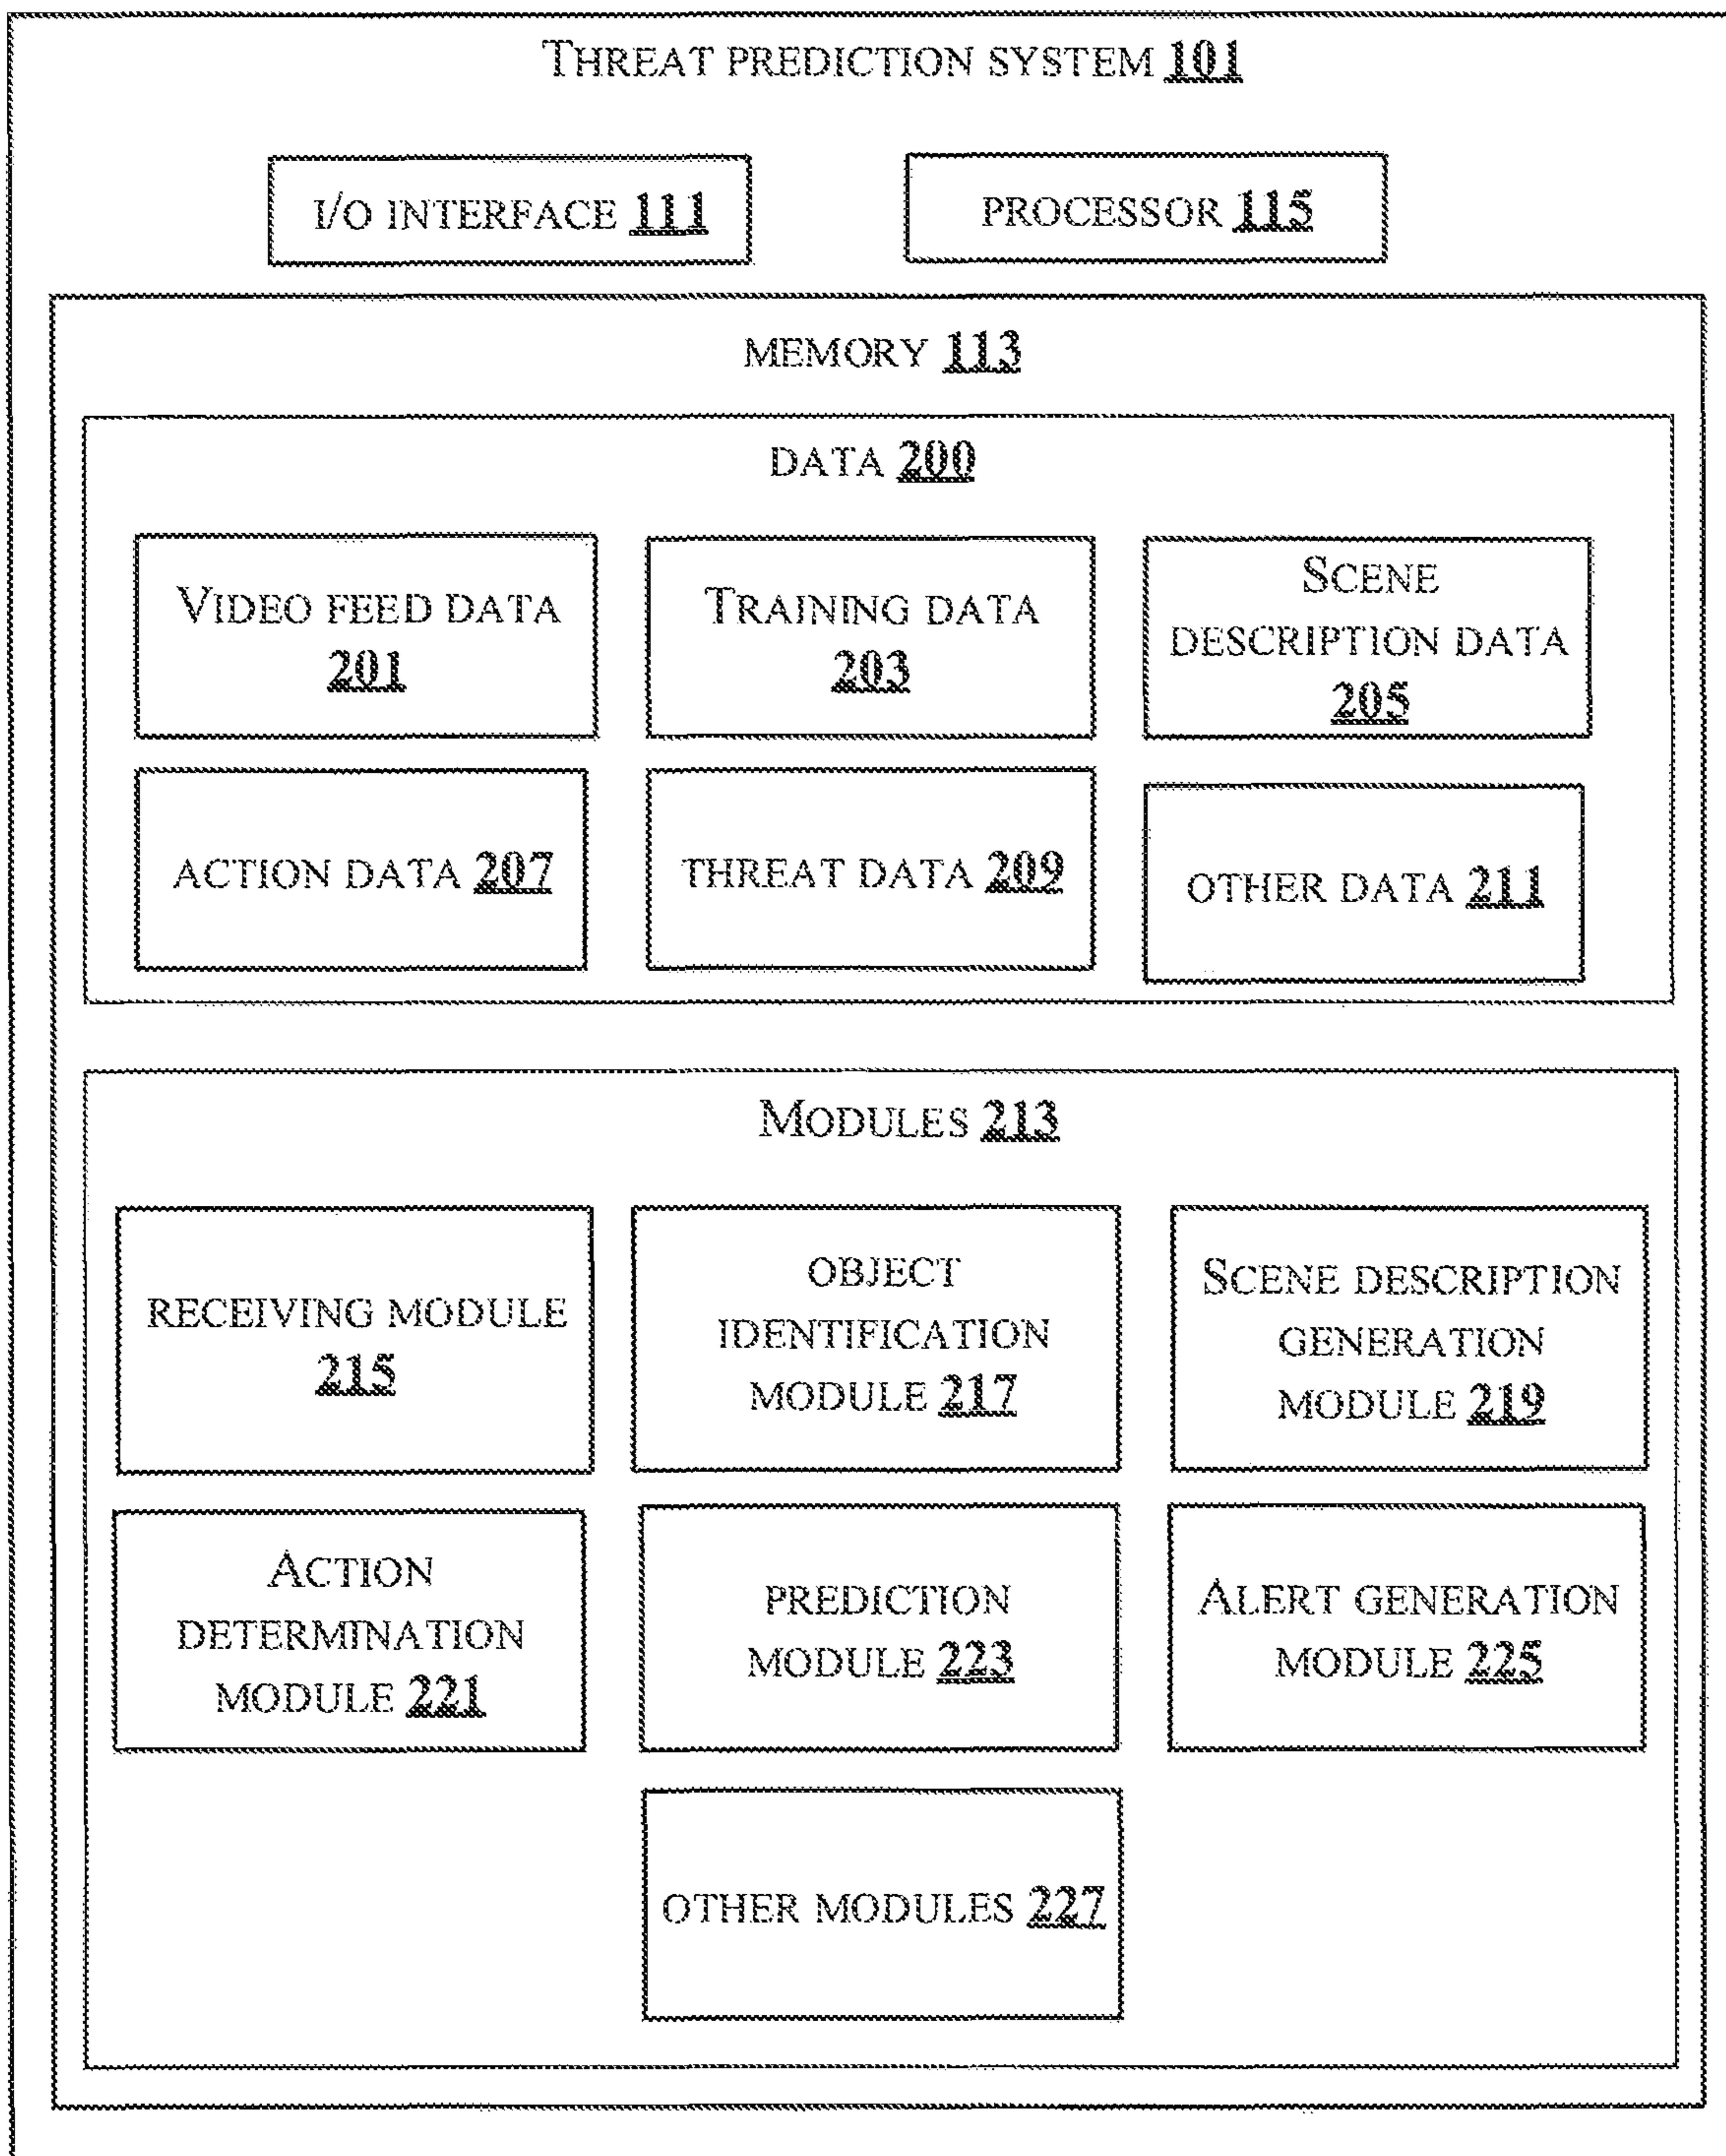 THREAT PREDICTION SYSTEM 101
I/O INTERFACE 111
PROCESSOR 115
MEMORY 113
DATA 200
VIDEO FEED DATA
201
TRAINING DATA
203
SCENE
DESCRIPTION DATA
205
ACTION DATA 207
THREAT DATA 209
OTHER DATA 211
MODULES 213
RECEIVING MODULE
215
OBJECT
IDENTIFICATION
MODULE 217
SCENE DESCRIPTION
GENERATION
MODULE 219
ACTION
DETERMINATION
MODULE 221
PREDICTION
MODULE 223
ALERT GENERATION
MODULE 225
OTHER MODULES 227